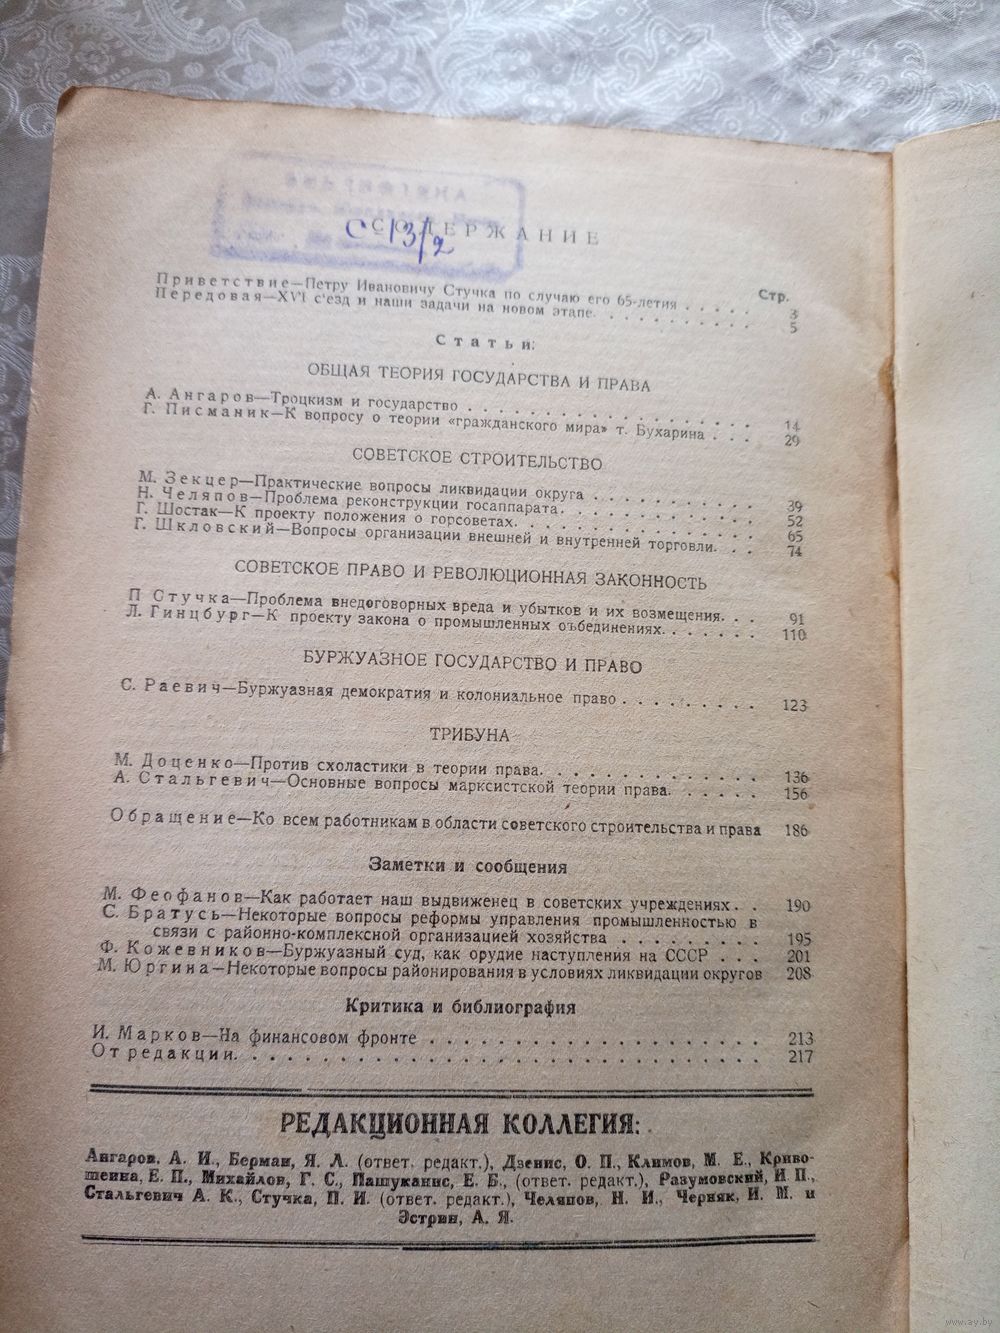 С 13/2
СОДЕРЖАНИЕ
Стр.
Приветствие—Петру Ивановичу Стучка по случаю его 65-летия . . . . . 3
Передовая—XVI с'езд и наши задачи на новом этапе. . . . . . . . . . 5
Статьи:
ОБЩАЯ ТЕОРИЯ ГОСУДАРСТВА И ПРАВА
А. Ангаров—Троцкизм и государство . . . . . . . . . . . . . . . . 14
Г. Писманик—К вопросу о теории «гражданского мира» т. Бухарина . . . 29
СОВЕТСКОЕ СТРОИТЕЛЬСТВО
М. Зекцер—Практические вопросы ликвидации округа . . . . . . . . . 39
Н. Челяпов—Проблема реконструкции госаппарата. . . . . . . . . . . 52
Г. Шостак—К проекту положения о горсоветах. . . . . . . . . . . . . 65
Г. Шкловский—Вопросы организации внешней и внутренней торговли. . . 74
СОВЕТСКОЕ ПРАВО И РЕВОЛЮЦИОННАЯ ЗАКОННОСТЬ
П Стучка—Проблема внедоговорных вреда и убытков и их возмещения. . . 91
Л. Гинцбург—К проекту закона о промышленных объединениях. . . . . . . 110
БУРЖУАЗНОЕ ГОСУДАРСТВО И ПРАВО
С. Раевич—Буржуазная демократия и колониальное право . . . . . . . . . 123
ТРИБУНА
М. Доценко—Против схоластики в теории права. . . . . . . . . . . . . . 136
А. Стальгевич—Основные вопросы марксистской теории права. . . . . . 156
Обращение—Ко всем работникам в области советского строительства и права 186
Заметки и сообщения
М. Феофанов—Как работает наш выдвиженец в советских учреждениях. . 190
С. Братусь—Некоторые вопросы реформы управления промышленностью в
связи с районно-комплексной организацией хозяйства . . . . . . . . . 195
Ф. Кожевников—Буржуазный суд, как орудие наступления на СССР . . . 201
М. Юргина—Некоторые вопросы районирования в условиях ликвидации округов 208
Критика и библиография
И. Марков—На финансовом фронте . . . . . . . . . . . . . . . . . . . 213
От редакции. . . . . . . . . . . . . . . . . . . . . . . . . . . . . . 217
РЕДАКЦИОННАЯ КОЛЛЕГИЯ:
Ангаров, А. И., Берман, Я. Л. (ответ. редакт.), Дзенис, О. П., Климов, М. Е., Криво-
шеина, Е. П., Михайлов, Г. С., Пашуканис, Е. Б., (ответ. редакт.), Разумовский, И. П.,
Стальгевич А. К., Стучка, П. И. (ответ. редакт.), Челяпов, Н. И., Черняк, И. М. и
Эстрин, А. Я.
www.ay.by